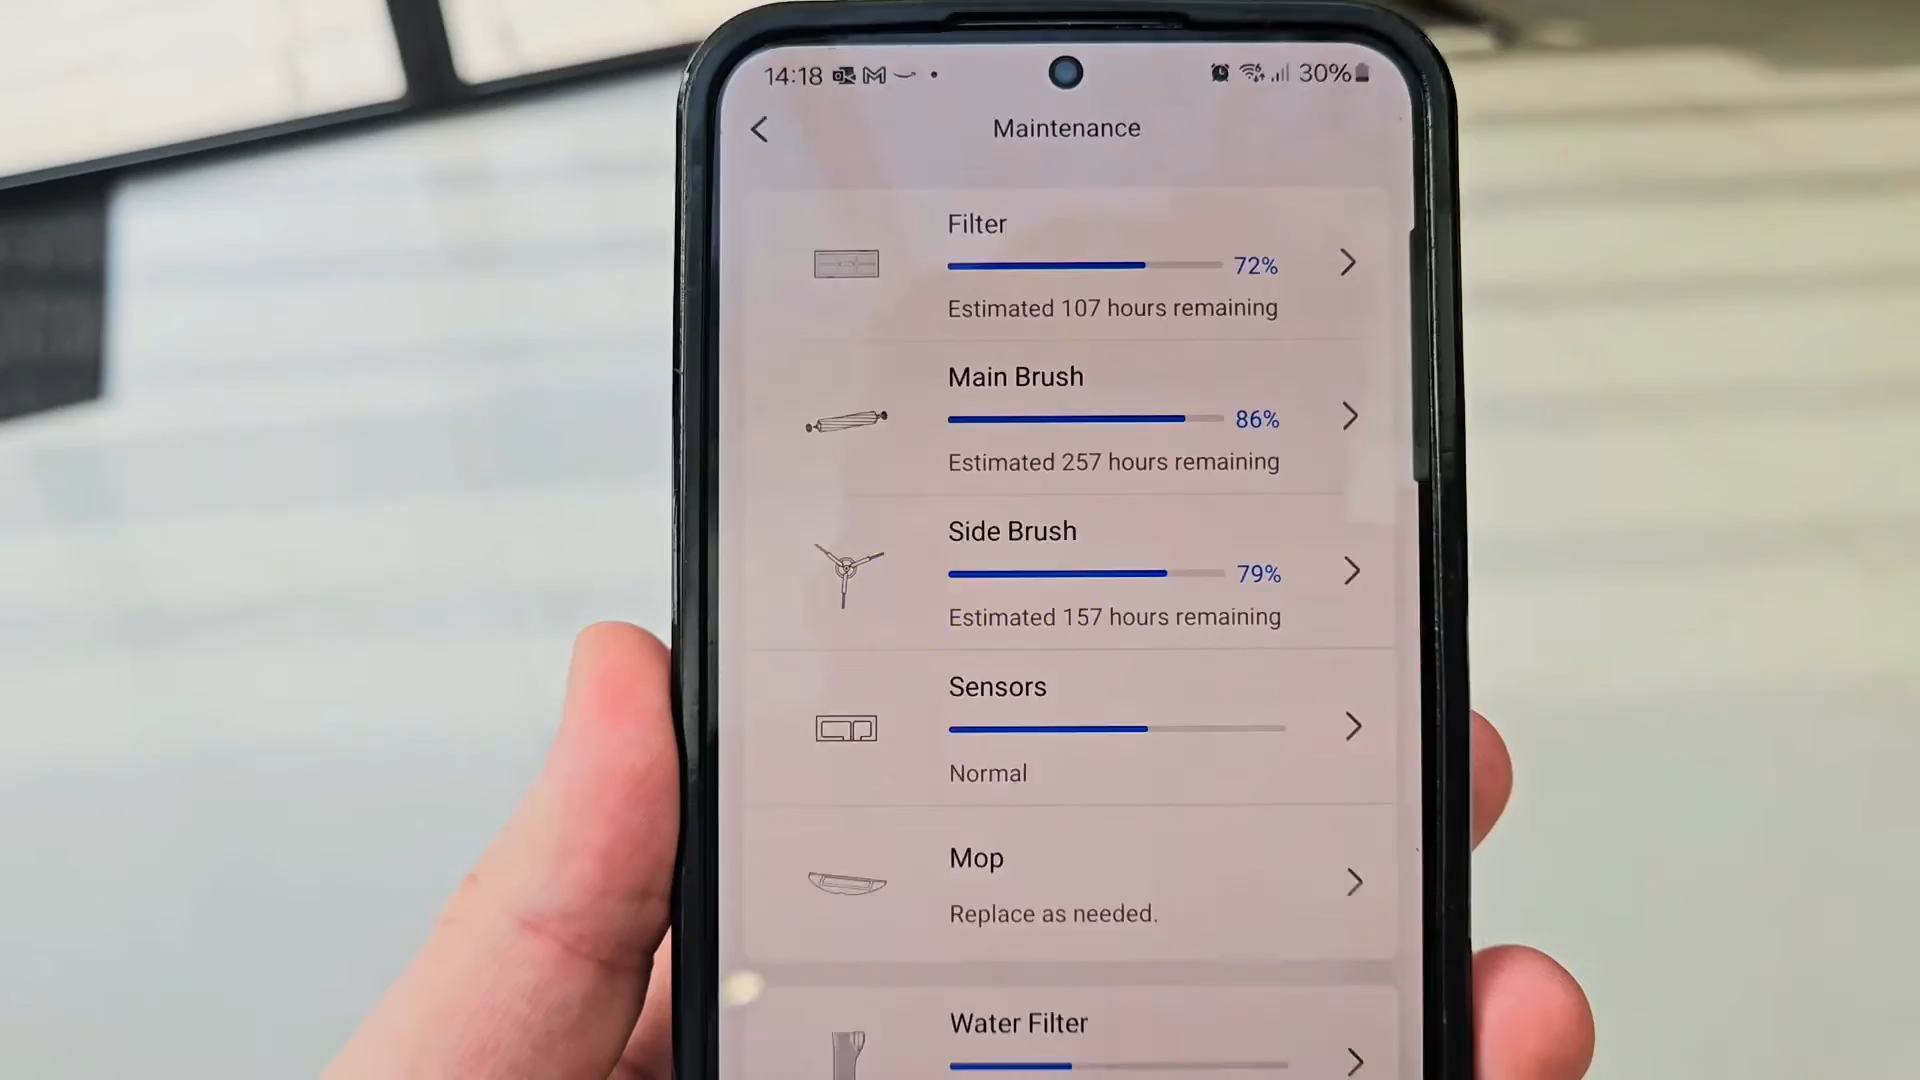 14:18
30%
Maintenance
Filter
72%
Estimated 107 hours remaining
Main Brush
86%
Estimated 257 hours remaining
Side Brush
79%
Estimated 157 hours remaining
Sensors
Normal
Mop
Replace as needed.
Water Filter